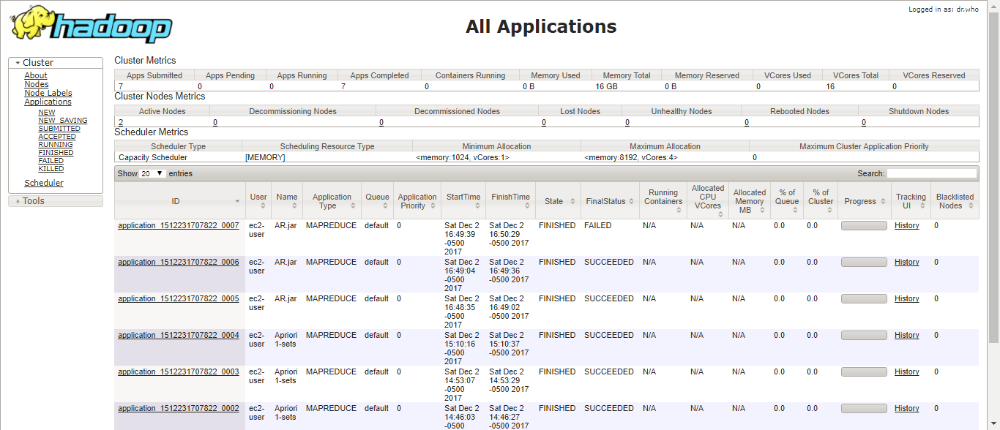 Logged in as: dr.who
hadoop
All Applications
Cluster
About
Nodes
Node Labels
Applications
NEW
NEW_SAVING
SUBMITTED
ACCEPTED
RUNNING
FINISHED
FAILED
KILLED
Scheduler
Tools
Cluster Metrics
Apps Submitted Apps Pending Apps Running Apps Completed Containers Running Memory Used Memory Total Memory Reserved VCores Used VCores Total VCores Reserved
7 0 0 7 0 0 B 16 GB 0 B 0 16 0
Cluster Nodes Metrics
Active Nodes Decommissioning Nodes Decommissioned Nodes Lost Nodes Unhealthy Nodes Rebooted Nodes Shutdown Nodes
2 0 0 0 0 0 0
Scheduler Metrics
Scheduler Type Scheduling Resource Type Minimum Allocation Maximum Allocation Maximum Cluster Application Priority
Capacity Scheduler [MEMORY] <memory:1024, vCores:1> <memory:8192, vCores:4> 0
Show 20 entries Search:
ID User Name Application Type Queue Application Priority StartTime FinishTime State FinalStatus Running Containers Allocated CPU VCores Allocated Memory MB % of Queue % of Cluster Progress Tracking UI Blacklisted Nodes
application_1512231707822_0007 ec2-user AR.jar MAPREDUCE default 0 Sat Dec 2 16:49:39 -0500 2017 Sat Dec 2 16:50:29 -0500 2017 FINISHED FAILED N/A N/A N/A 0.0 0.0 History 0
application_1512231707822_0006 ec2-user AR.jar MAPREDUCE default 0 Sat Dec 2 16:49:04 -0500 2017 Sat Dec 2 16:49:36 -0500 2017 FINISHED SUCCEEDED N/A N/A N/A 0.0 0.0 History 0
application_1512231707822_0005 ec2-user AR.jar MAPREDUCE default 0 Sat Dec 2 16:48:35 -0500 2017 Sat Dec 2 16:49:02 -0500 2017 FINISHED SUCCEEDED N/A N/A N/A 0.0 0.0 History 0
application_1512231707822_0004 ec2-user Apriori 1-sets MAPREDUCE default 0 Sat Dec 2 15:10:16 -0500 2017 Sat Dec 2 15:10:37 -0500 2017 FINISHED SUCCEEDED N/A N/A N/A 0.0 0.0 History 0
application_1512231707822_0003 ec2-user Apriori 1-sets MAPREDUCE default 0 Sat Dec 2 14:53:07 -0500 2017 Sat Dec 2 14:53:29 -0500 2017 FINISHED SUCCEEDED N/A N/A N/A 0.0 0.0 History 0
application_1512231707822_0002 ec2-user Apriori 1-sets MAPREDUCE default 0 Sat Dec 2 14:46:03 -0500 Sat Dec 2 14:46:27 -0500 2017 FINISHED SUCCEEDED N/A N/A N/A 0.0 0.0 History 0